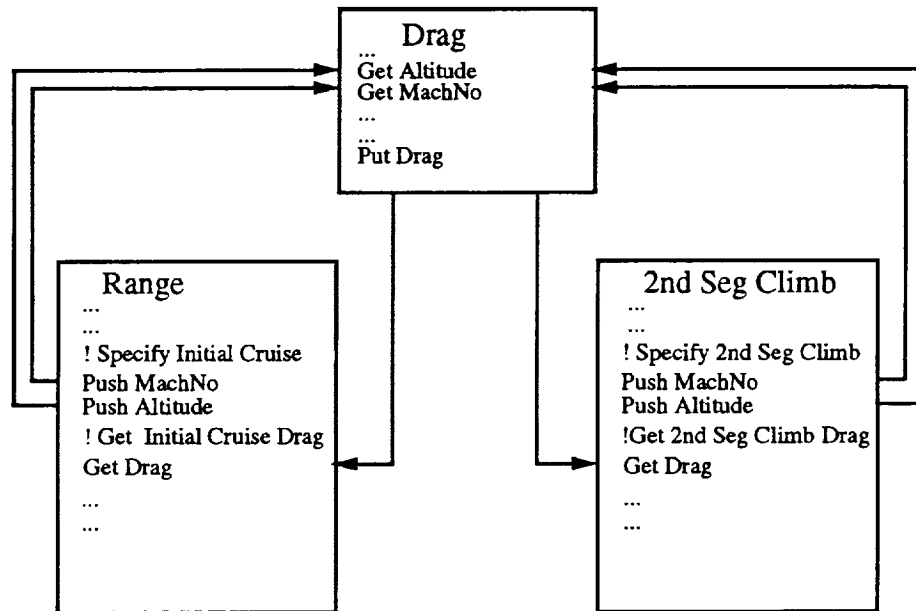 Drag
...
Get Altitude
Get MachNo
...
...
Put Drag
Range
...
...
! Specify Initial Cruise
Push MachNo
Push Altitude
! Get Initial Cruise Drag
Get Drag
...
...
2nd Seg Climb
...
...
! Specify 2nd Seg Climb
Push MachNo
Push Altitude
!Get 2nd Seg Climb Drag
Get Drag
...
...